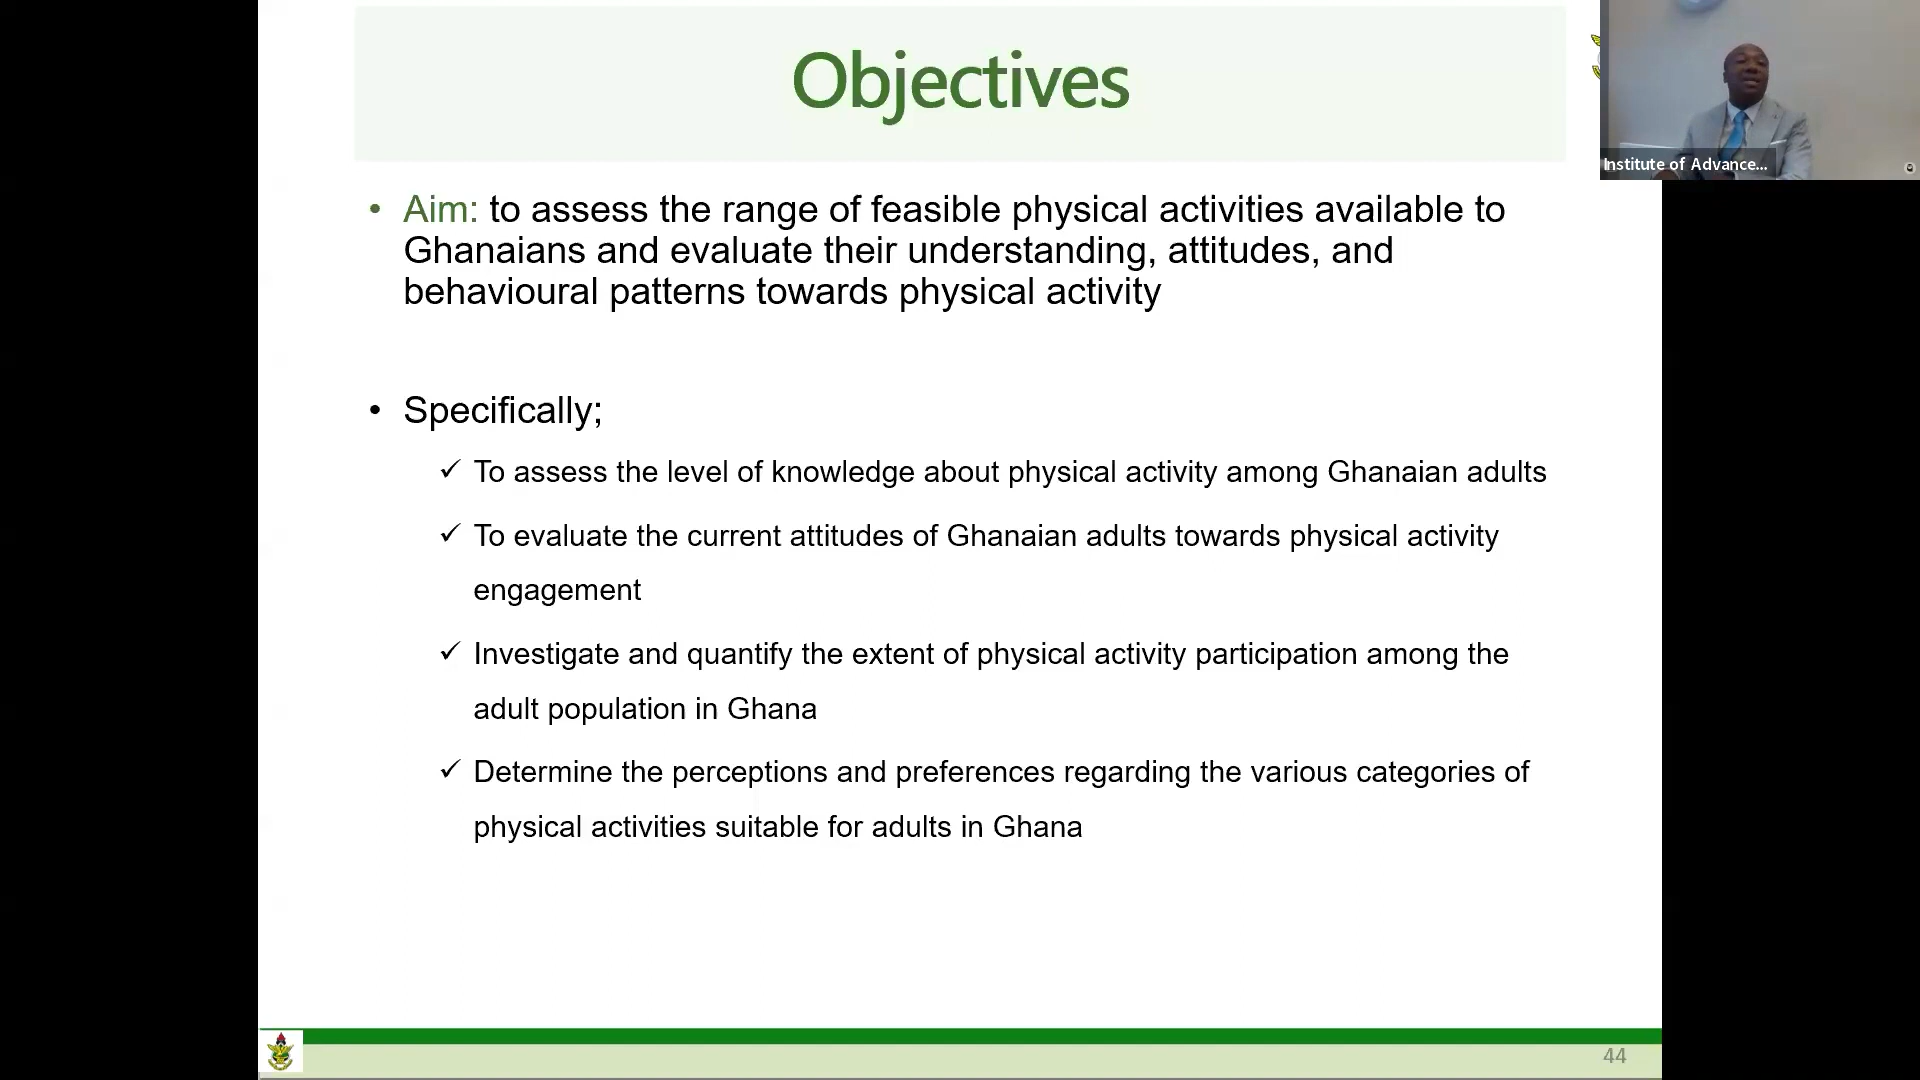 Objectives
Institute of Advance...
• Aim: to assess the range of feasible physical activities available to
Ghanaians and evaluate their understanding, attitudes, and
behavioural patterns towards physical activity
• Specifically;
✓ To assess the level of knowledge about physical activity among Ghanaian adults
✓ To evaluate the current attitudes of Ghanaian adults towards physical activity
engagement
✓ Investigate and quantify the extent of physical activity participation among the
adult population in Ghana
✓ Determine the perceptions and preferences regarding the various categories of
physical activities suitable for adults in Ghana
44